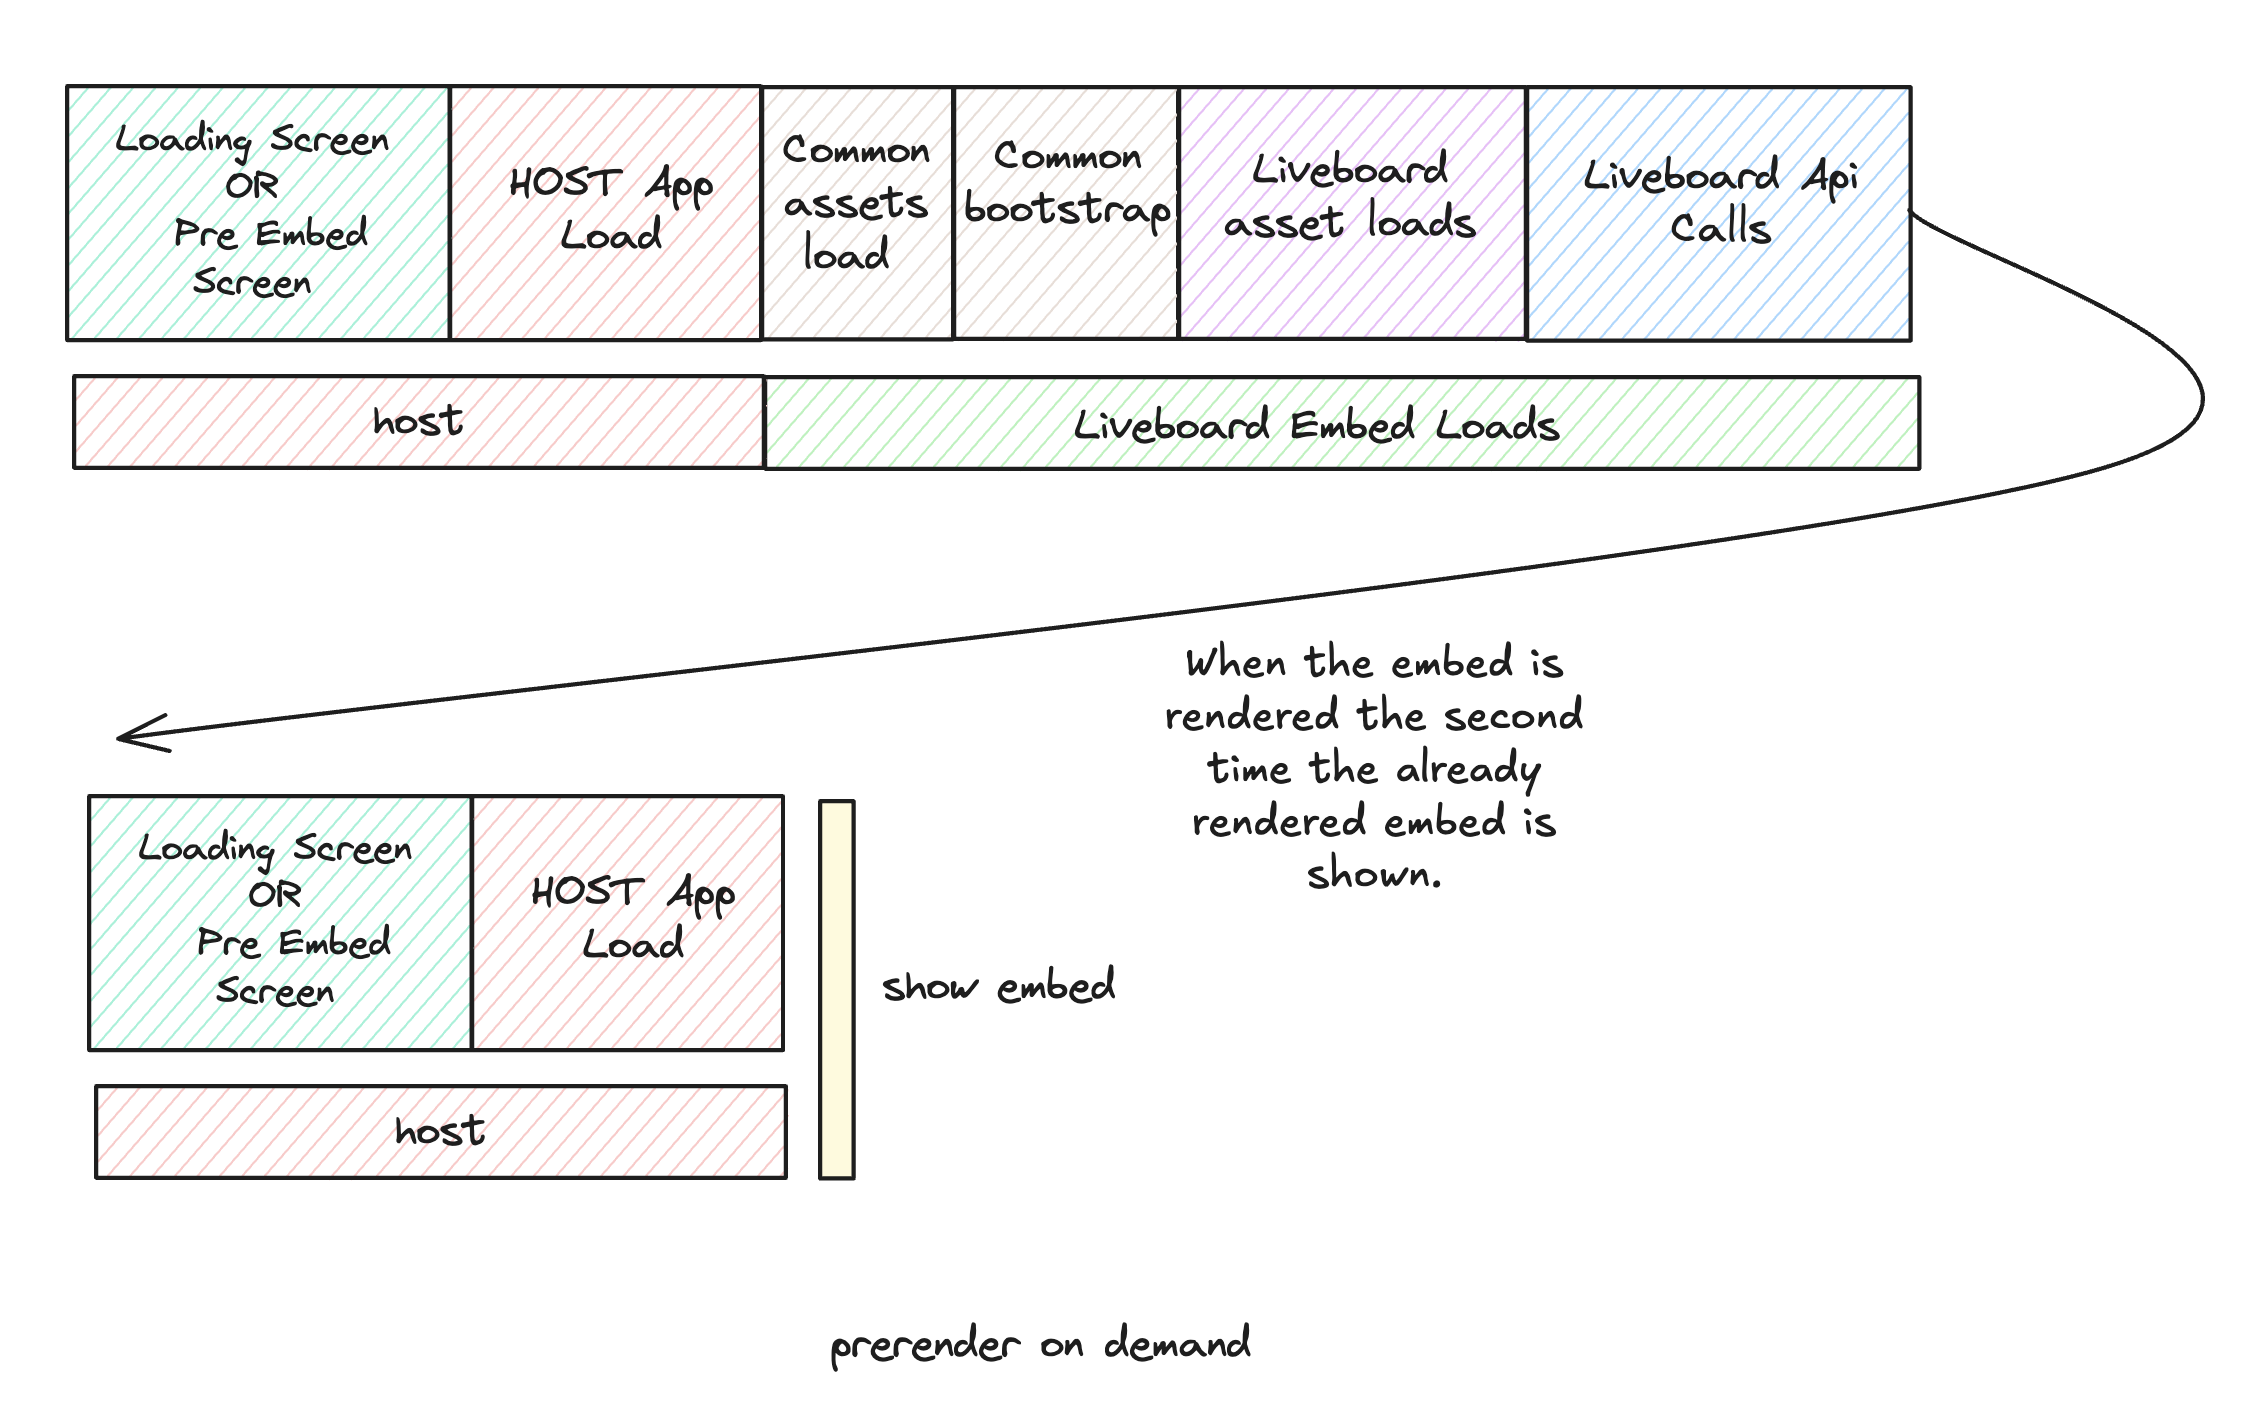 Loading Screen
OR
Pre Embed
Screen
HOST App
Load
Common
assets
load
Common
bootstrap
Liveboard
asset loads
Liveboard Api
Calls
host
Liveboard Embed Loads
When the embed is
rendered the second
time the already
rendered embed is
shown.
Loading Screen
OR
Pre Embed
Screen
HOST App
Load
show embed
host
prerender on demand